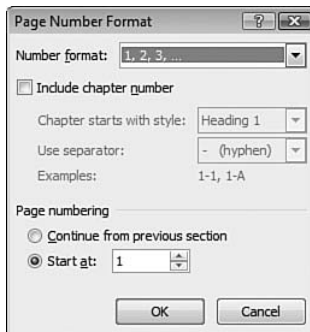 Page Number Format
Number format: 1, 2, 3, ...
Include chapter number
Chapter starts with style: Heading 1
Use separator: - (hyphen)
Examples: 1-1, 1-A
Page numbering
Continue from previous section
Start at: 1
OK Cancel